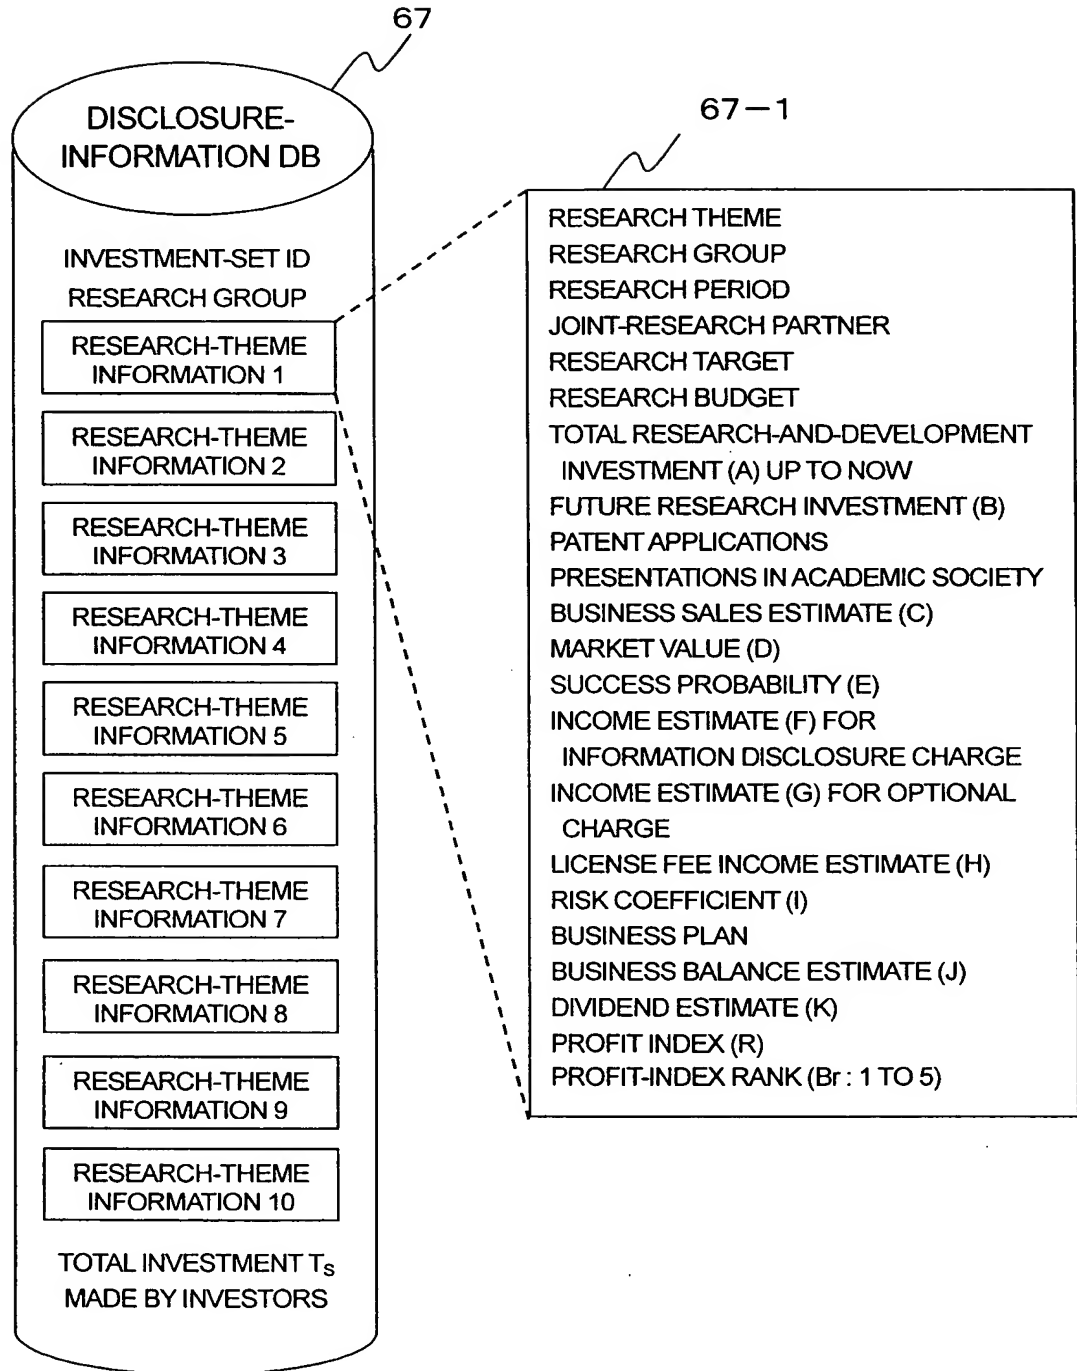 67
DISCLOSURE-
INFORMATION DB
INVESTMENT-SET ID
RESEARCH GROUP
RESEARCH-THEME
INFORMATION 1
RESEARCH-THEME
INFORMATION 2
RESEARCH-THEME
INFORMATION 3
RESEARCH-THEME
INFORMATION 4
RESEARCH-THEME
INFORMATION 5
RESEARCH-THEME
INFORMATION 6
RESEARCH-THEME
INFORMATION 7
RESEARCH-THEME
INFORMATION 8
RESEARCH-THEME
INFORMATION 9
RESEARCH-THEME
INFORMATION 10
TOTAL INVESTMENT TS
MADE BY INVESTORS
67-1
RESEARCH THEME
RESEARCH GROUP
RESEARCH PERIOD
JOINT-RESEARCH PARTNER
RESEARCH TARGET
RESEARCH BUDGET
TOTAL RESEARCH-AND-DEVELOPMENT
INVESTMENT (A) UP TO NOW
FUTURE RESEARCH INVESTMENT (B)
PATENT APPLICATIONS
PRESENTATIONS IN ACADEMIC SOCIETY
BUSINESS SALES ESTIMATE (C)
MARKET VALUE (D)
SUCCESS PROBABILITY (E)
INCOME ESTIMATE (F) FOR
INFORMATION DISCLOSURE CHARGE
INCOME ESTIMATE (G) FOR OPTIONAL
CHARGE
LICENSE FEE INCOME ESTIMATE (H)
RISK COEFFICIENT (I)
BUSINESS PLAN
BUSINESS BALANCE ESTIMATE (J)
DIVIDEND ESTIMATE (K)
PROFIT INDEX (R)
PROFIT-INDEX RANK (Br : 1 TO 5)